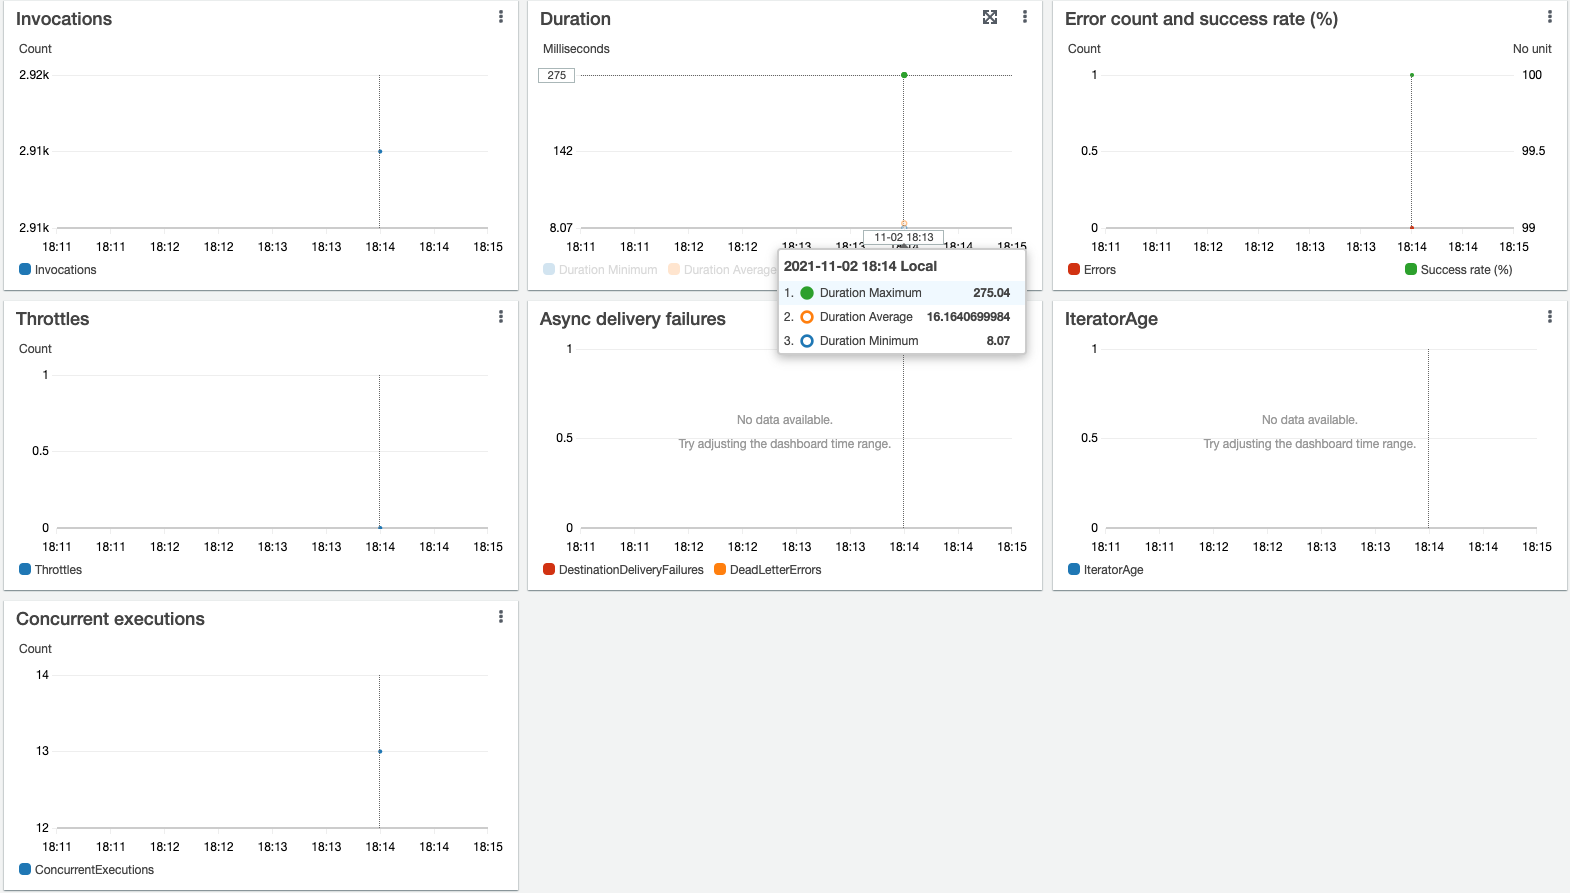 Invocations
Count
2.92k
2.91k
2.91k
18:11 18:11 18:12 18:12 18:13 18:13 18:14 18:14 18:15
Invocations
Duration
Milliseconds
275
142
8.07
11-02 18:13
18:11 18:11 18:12 18:12 18:13 18:13 18:14 18:14 18:15
Duration Minimum Duration Average
2021-11-02 18:14 Local
1. Duration Maximum 275.04
2. Duration Average 16.1640699984
3. Duration Minimum 8.07
Error count and success rate (%)
Count No unit
1 100
0.5 99.5
0 99
18:11 18:11 18:12 18:12 18:13 18:13 18:14 18:14 18:15
Errors Success rate (%)
Throttles
Count
1
0.5
0
18:11 18:11 18:12 18:12 18:13 18:13 18:14 18:14 18:15
Throttles
Async delivery failures
1
No data available.
0.5
Try adjusting the dashboard time range.
0
18:11 18:11 18:12 18:12 18:13 18:13 18:14 18:14 18:15
DestinationDeliveryFailures DeadLetterErrors
IteratorAge
1
No data available.
0.5
Try adjusting the dashboard time range.
0
18:11 18:11 18:12 18:12 18:13 18:13 18:14 18:14 18:15
IteratorAge
Concurrent executions
Count
14
13
12
18:11 18:11 18:12 18:12 18:13 18:13 18:14 18:14 18:15
ConcurrentExecutions